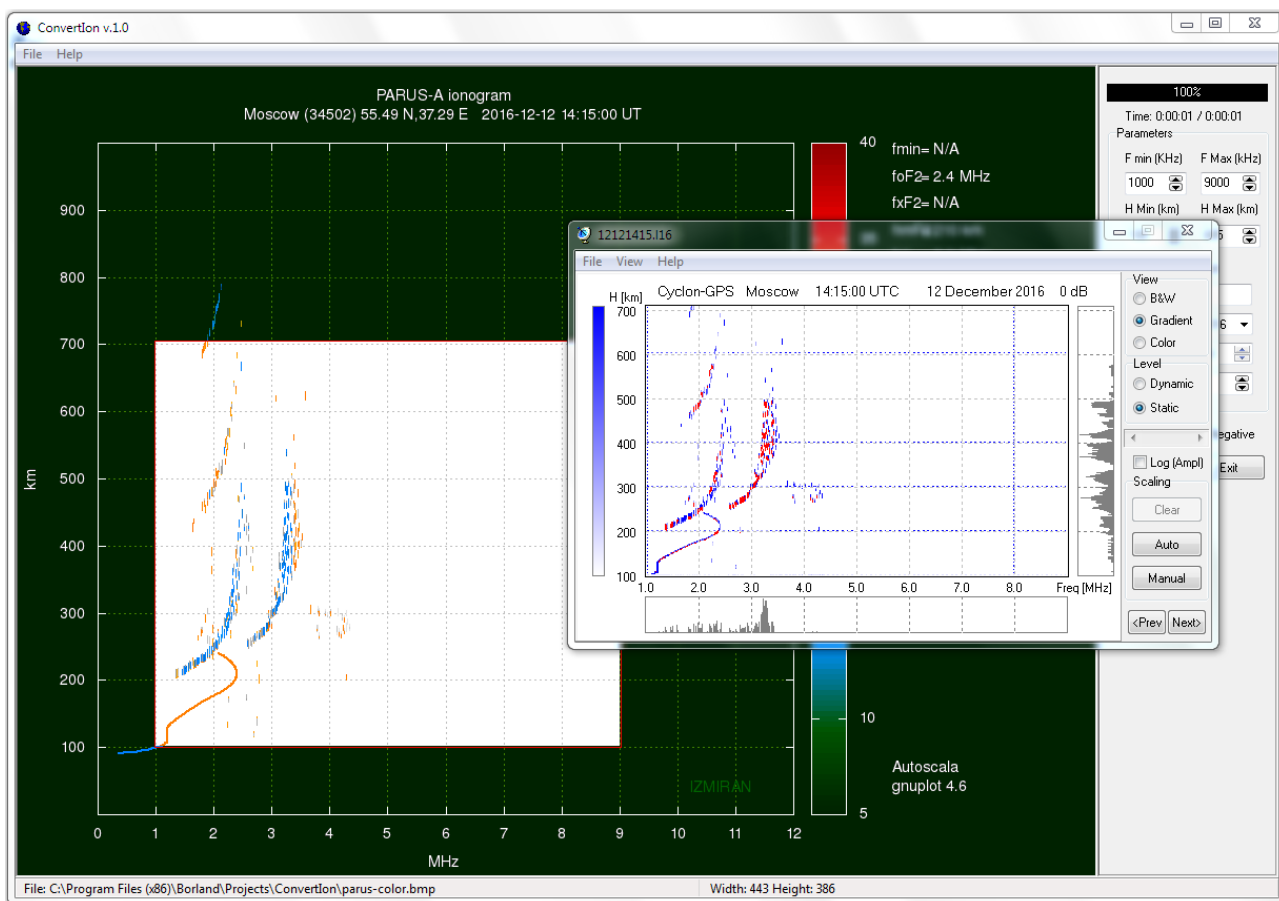 ConvertIon v.1.0
File Help
PARUS-A ionogram
Moscow (34502) 55.49 N,37.29 E 2016-12-12 14:15:00 UT
900
800
700
600
500
400
300
200
100
km
0 1 2 3 4 5 6 7 8 9 10 11 12
MHz
IZMIRAN
40
10
5
fmin= N/A
foF2= 2.4 MHz
fxF2= N/A
Autoscala
gnuplot 4.6
100%
Time: 0:00:01 / 0:00:01
Parameters
F min (KHz) F Max (kHz)
1000 9000
H Min (km) H Max (km)
5
6
egative
Exit
12121415.I16
File View Help
H [km] Cyclon-GPS Moscow 14:15:00 UTC 12 December 2016 0 dB
700
600
500
400
300
200
100
1.0 2.0 3.0 4.0 5.0 6.0 7.0 8.0 Freq [MHz]
View
B&W
Gradient
Color
Level
Dynamic
Static
Log (Ampl)
Scaling
Clear
Auto
Manual
<Prev Next>
File: C:\Program Files (x86)\Borland\Projects\ConvertIon\parus-color.bmp
Width: 443 Height: 386